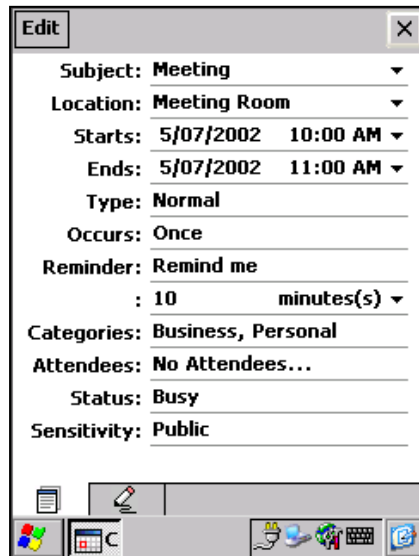 Edit
Subject: Meeting
Location: Meeting Room
Starts: 5/07/2002 10:00 AM
Ends: 5/07/2002 11:00 AM
Type: Normal
Occurs: Once
Reminder: Remind me
: 10 minutes(s)
Categories: Business, Personal
Attendees: No Attendees...
Status: Busy
Sensitivity: Public
C